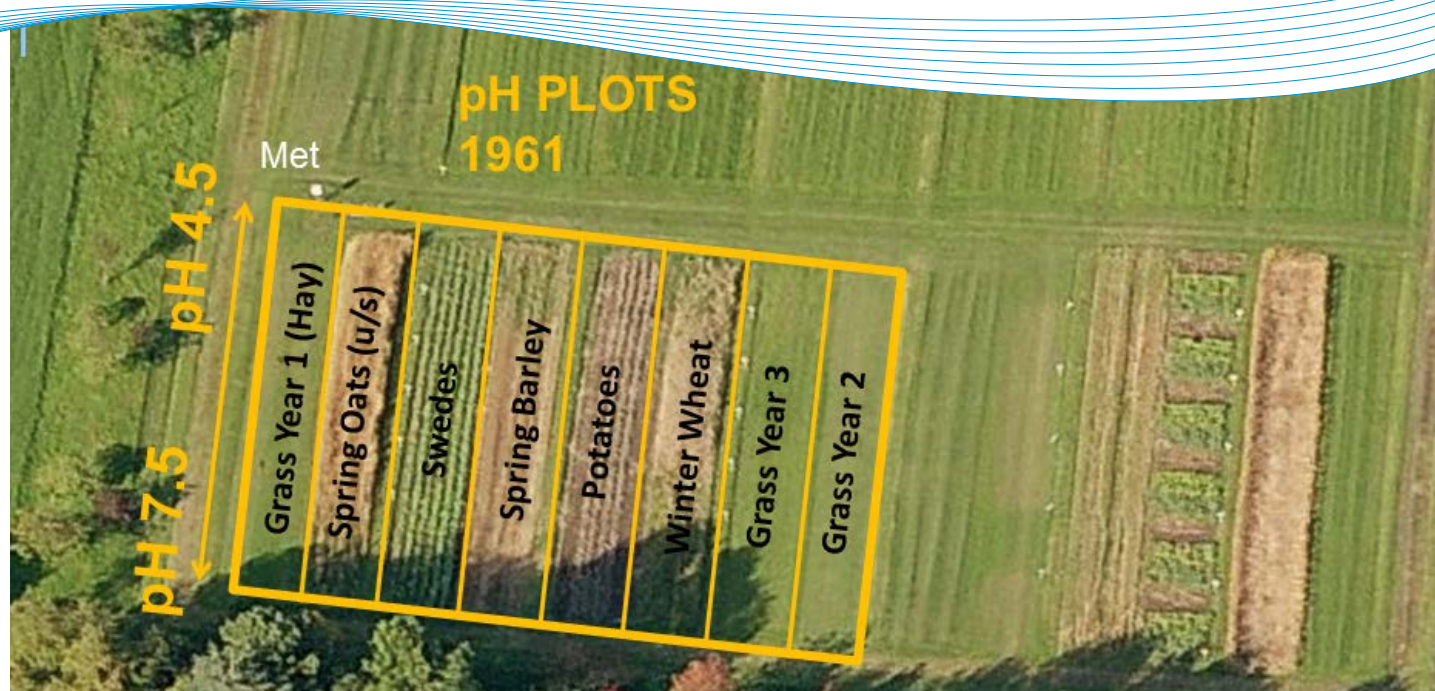 pH PLOTS
1961
Met
pH 4.5
pH 7.5
Grass Year 1 (Hay)
Spring Oats (u/s)
Swedes
Spring Barley
Potatoes
Winter Wheat
Grass Year 3
Grass Year 2